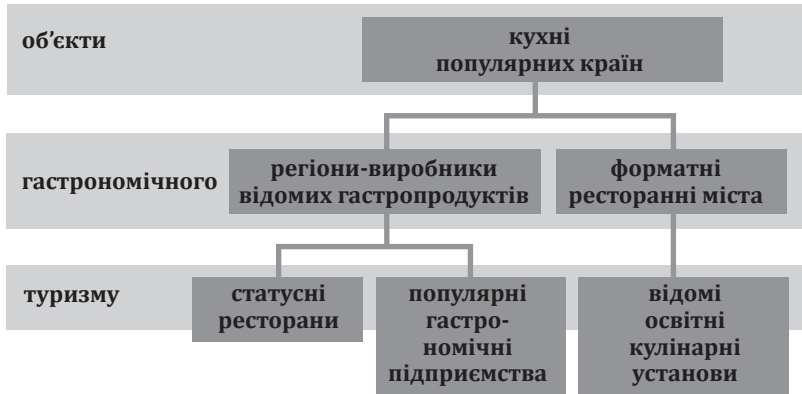 об’єкти
кухні
популярних країн
гастрономічного
регіони-виробники
відомих гастропродуктів
форматні
ресторанні міста
туризму
статусні
ресторани
популярні
гастро-
номічні
підприємства
відомі
освітні
кулінарні
установи